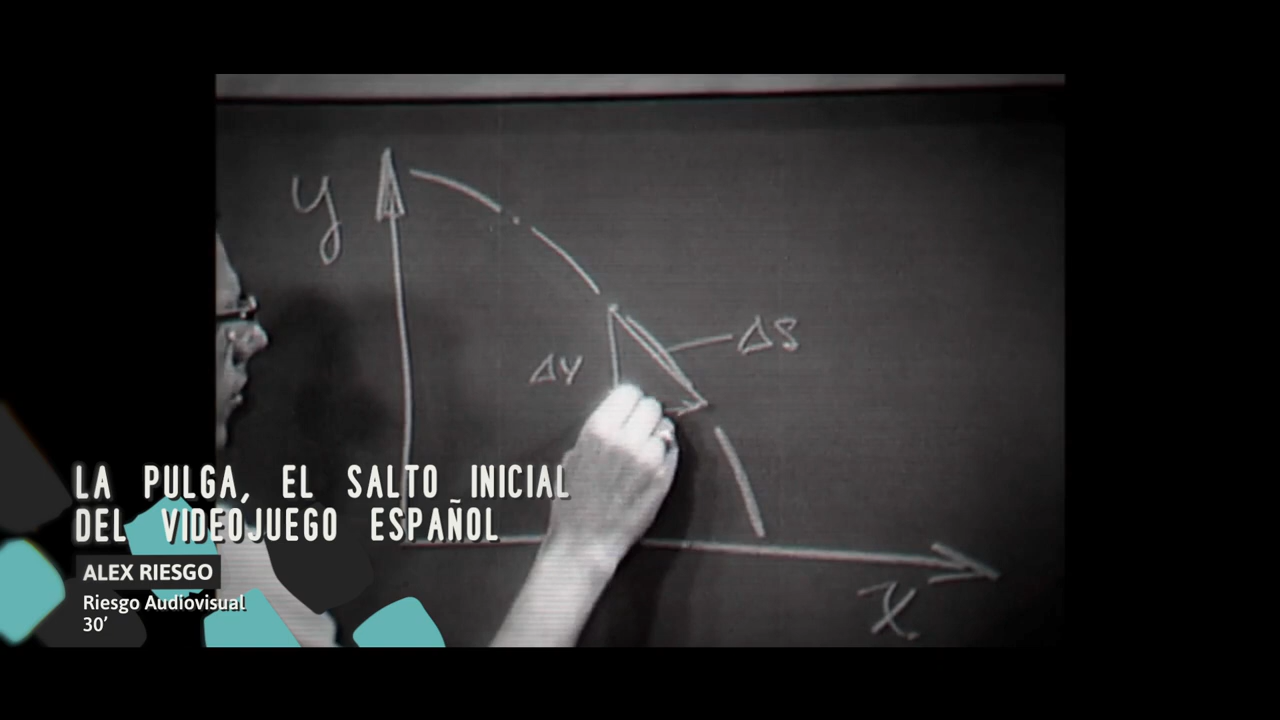 y
ΔS
Δy
x
LA PULGA, EL SALTO INICIAL
DEL VIDEOJUEGO ESPAÑOL
ALEX RIESGO
Riesgo Audiovisual
30'